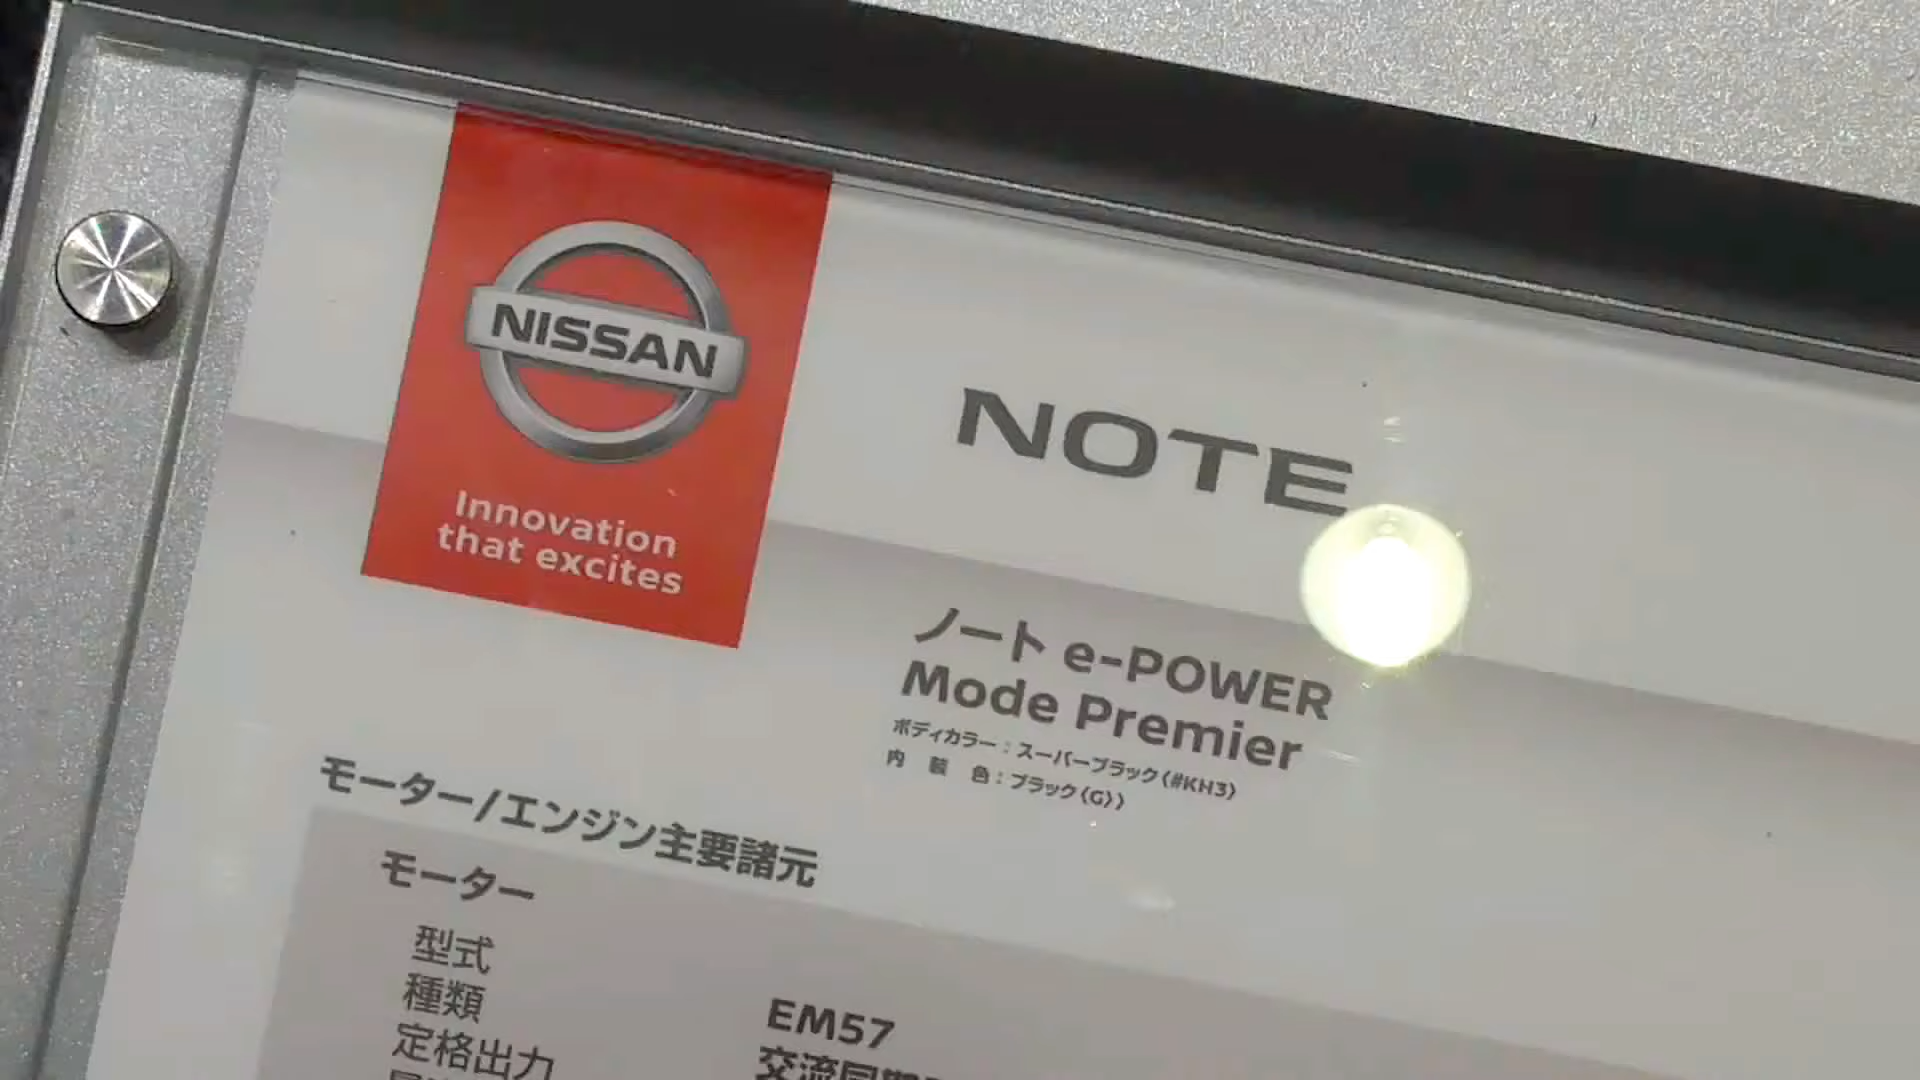 NISSAN
Innovation
that excites
NOTE
ノート e-POWER
Mode Premier
ボディカラー：スーパーブラック〈#KH3〉
内装色：ブラック〈G〉〉
モーター/エンジン主要諸元
モーター
型式
EM57
種類
定格出力